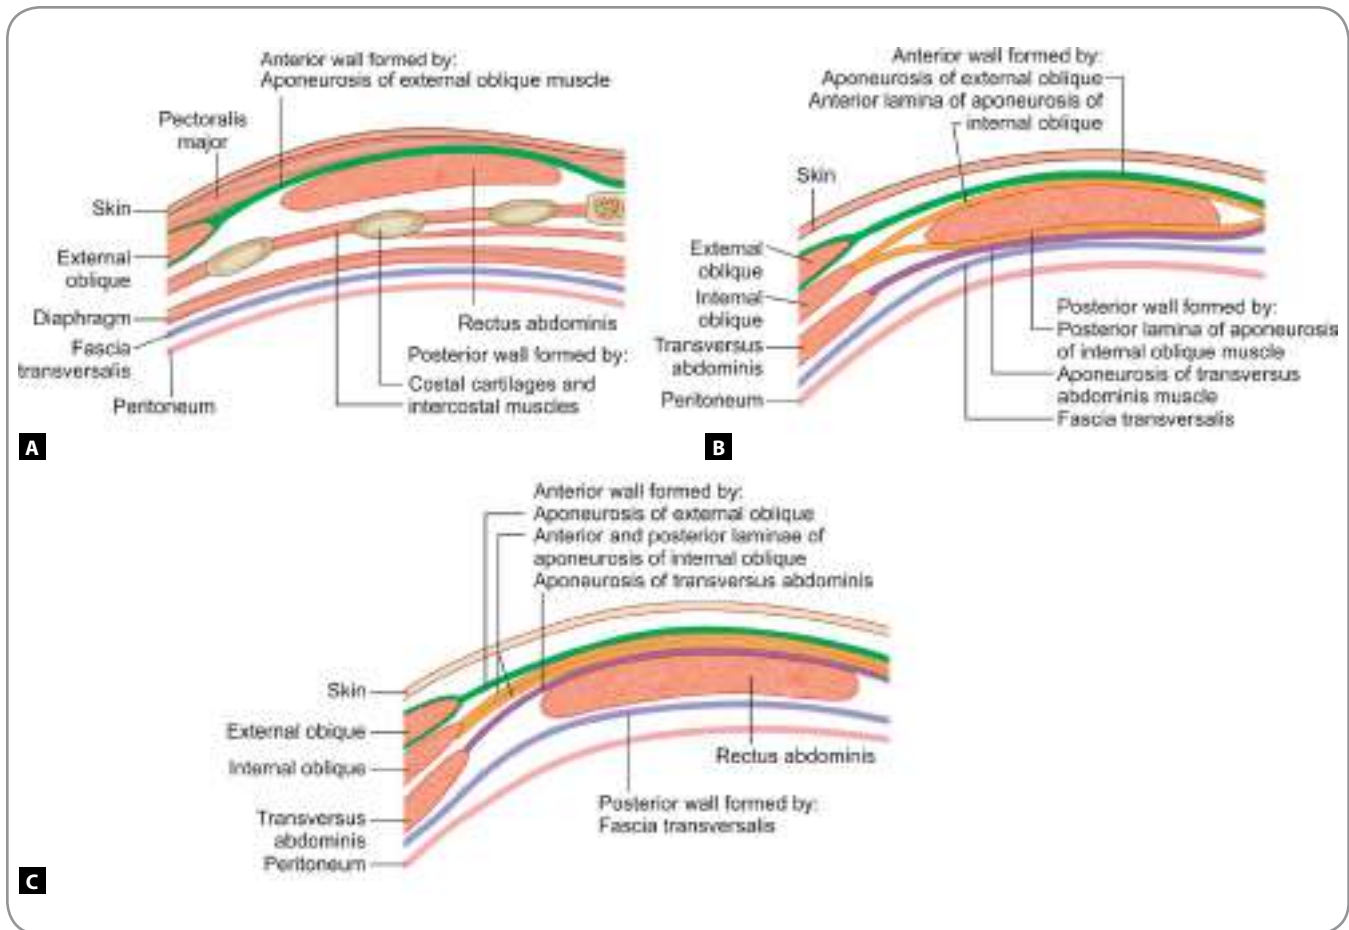 Anterior wall formed by:
Aponeurosis of external oblique muscle
Pectoralis
major
Skin
External
oblique
Diaphragm
Fascia
transversalis
Peritoneum
Rectus abdominis
Posterior wall formed by:
Costal cartilages and
intercostal muscles
A
Anterior wall formed by:
Aponeurosis of external oblique
Anterior lamina of aponeurosis of
internal oblique
Skin
External
oblique
Internal
oblique
Transversus
abdominis
Peritoneum
Posterior wall formed by:
Posterior lamina of aponeurosis
of internal oblique muscle
Aponeurosis of transversus
abdominis muscle
Fascia transversalis
B
Anterior wall formed by:
Aponeurosis of external oblique
Anterior and posterior laminae of
aponeurosis of internal oblique
Aponeurosis of transversus abdominis
Skin
External obique
Internal oblique
Transversus
abdominis
Peritoneum
Rectus abdominis
Posterior wall formed by:
Fascia transversalis
C